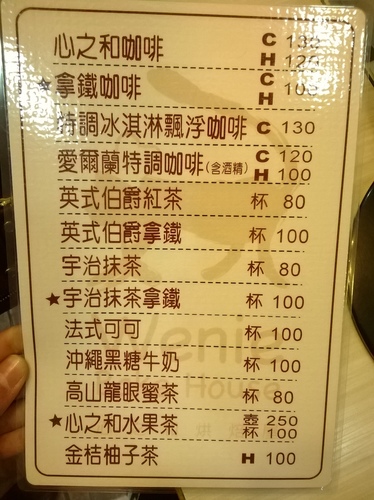 心之和咖啡 C 130
H 120
★拿鐵咖啡 C
H 100
特調冰淇淋飄浮咖啡 C 130
愛爾蘭特調咖啡(含酒精) C 120
H 100
英式伯爵紅茶 杯 80
英式伯爵拿鐵 杯 100
宇治抹茶 杯 80
★宇治抹茶拿鐵 杯 100
法式可可 杯 100
沖繩黑糖牛奶 杯 100
高山龍眼蜜茶 杯 80
★心之和水果茶 壺 250
杯 100
金桔柚子茶 H 100
House